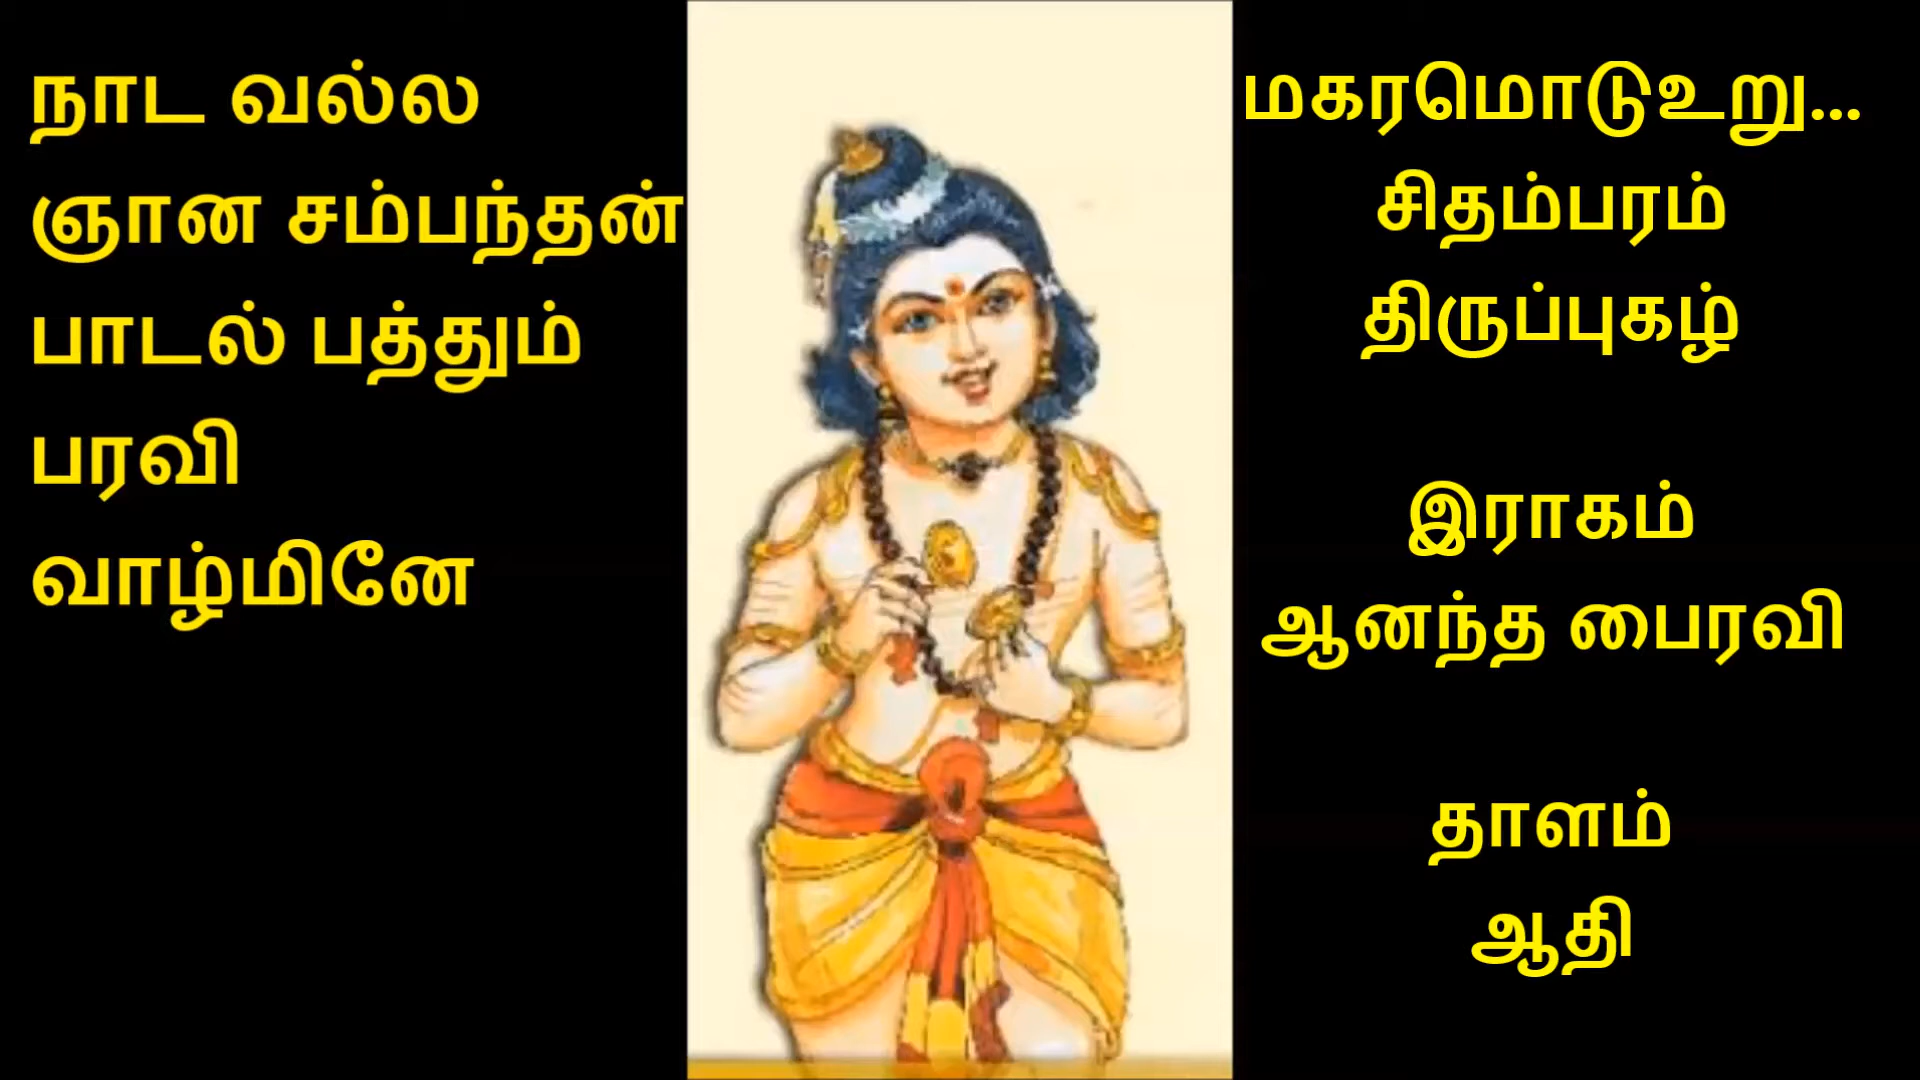 நாட வல்ல
ஞான சம்பந்தன்
பாடல் பத்தும்
பரவி
வாழ்மினே
மகரமொடுஉறு...
சிதம்பரம்
திருப்புகழ்
இராகம்
ஆனந்த பைரவி
தாளம்
ஆதி